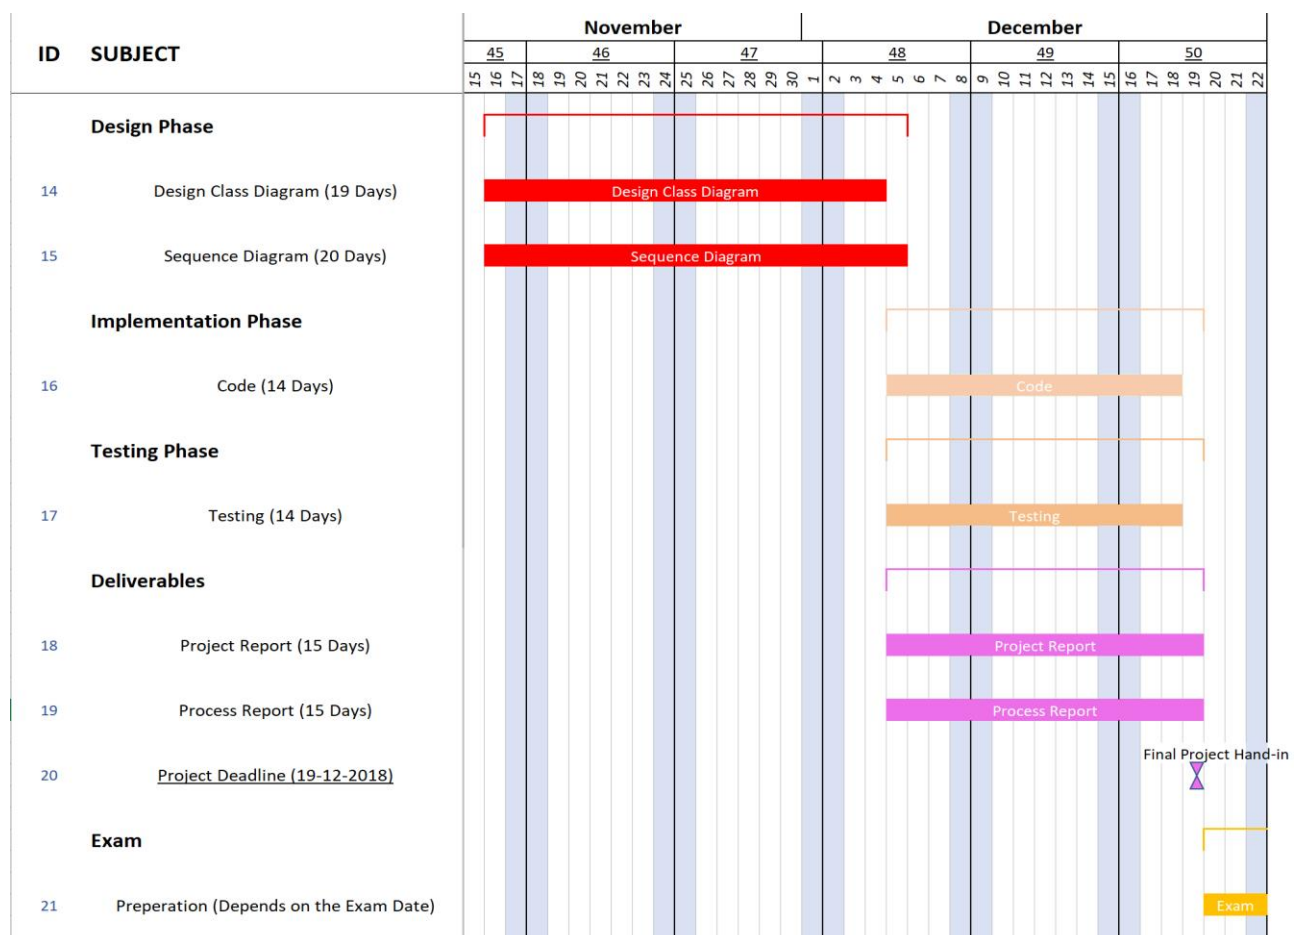 November December
ID SUBJECT 45 46 47 48 49 50
15 16 17 18 19 20 21 22 23 24 25 26 27 28 29 30 1 2 3 4 5 6 7 8 9 10 11 12 13 14 15 16 17 18 19 20 21 22
Design Phase
14 Design Class Diagram (19 Days) Design Class Diagram
15 Sequence Diagram (20 Days) Sequence Diagram
Implementation Phase
16 Code (14 Days) Code
Testing Phase
17 Testing (14 Days) Testing
Deliverables
18 Project Report (15 Days) Project Report
19 Process Report (15 Days) Process Report
Final Project Hand-in
20 Project Deadline (19-12-2018)
Exam
21 Preperation (Depends on the Exam Date) Exam